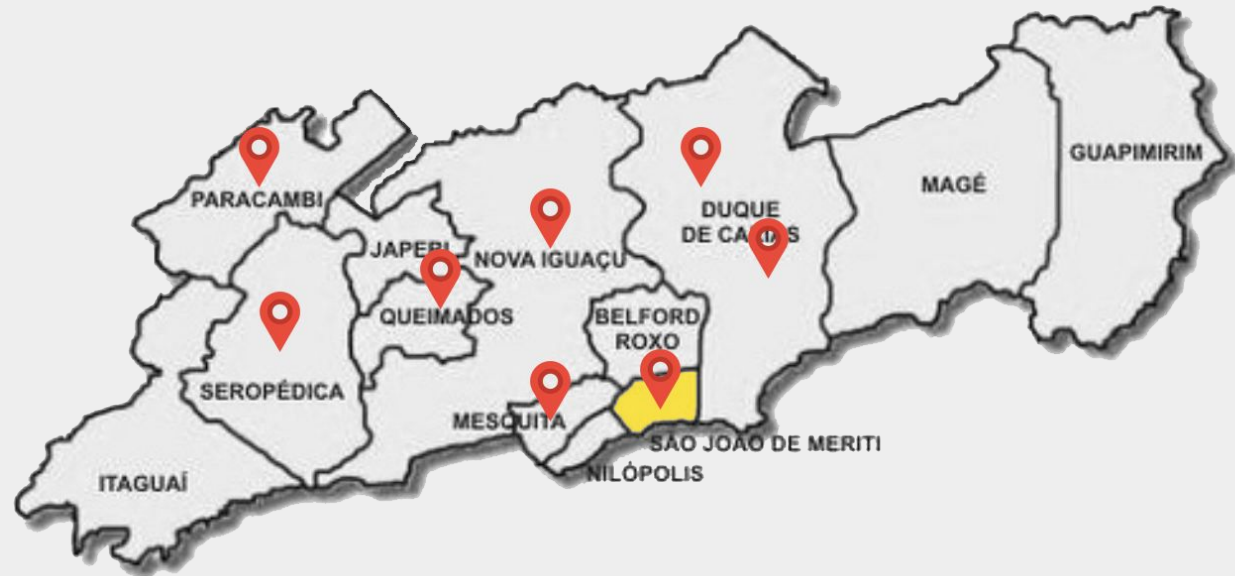 GUAPIMIRIM
MAGÉ
PARACAMBI
DUQUE
DE CAXIAS
JAPERI
NOVA IGUAÇU
QUEIMADOS
BELFORD
ROXO
SEROPÉDICA
MESQUITA
SÃO JOÃO DE MERITI
NILÓPOLIS
ITAGUAÍ